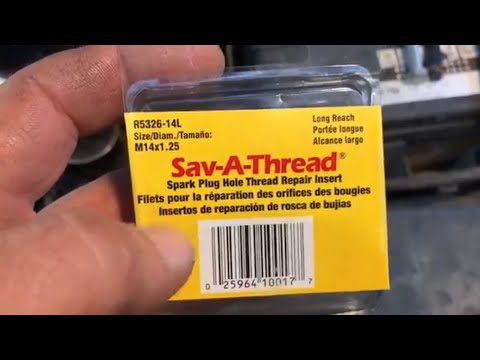 R5326-14L
Size/Diam./Tamaño:
M14x1.25
Long Reach
Portée longue
Alcance largo
Sav-A-Thread®
Spark Plug Hole Thread Repair Insert
Filets pour la réparation des orifices des bougies
Insertos de reparación de rosca de bujias
0 25964 10017 7